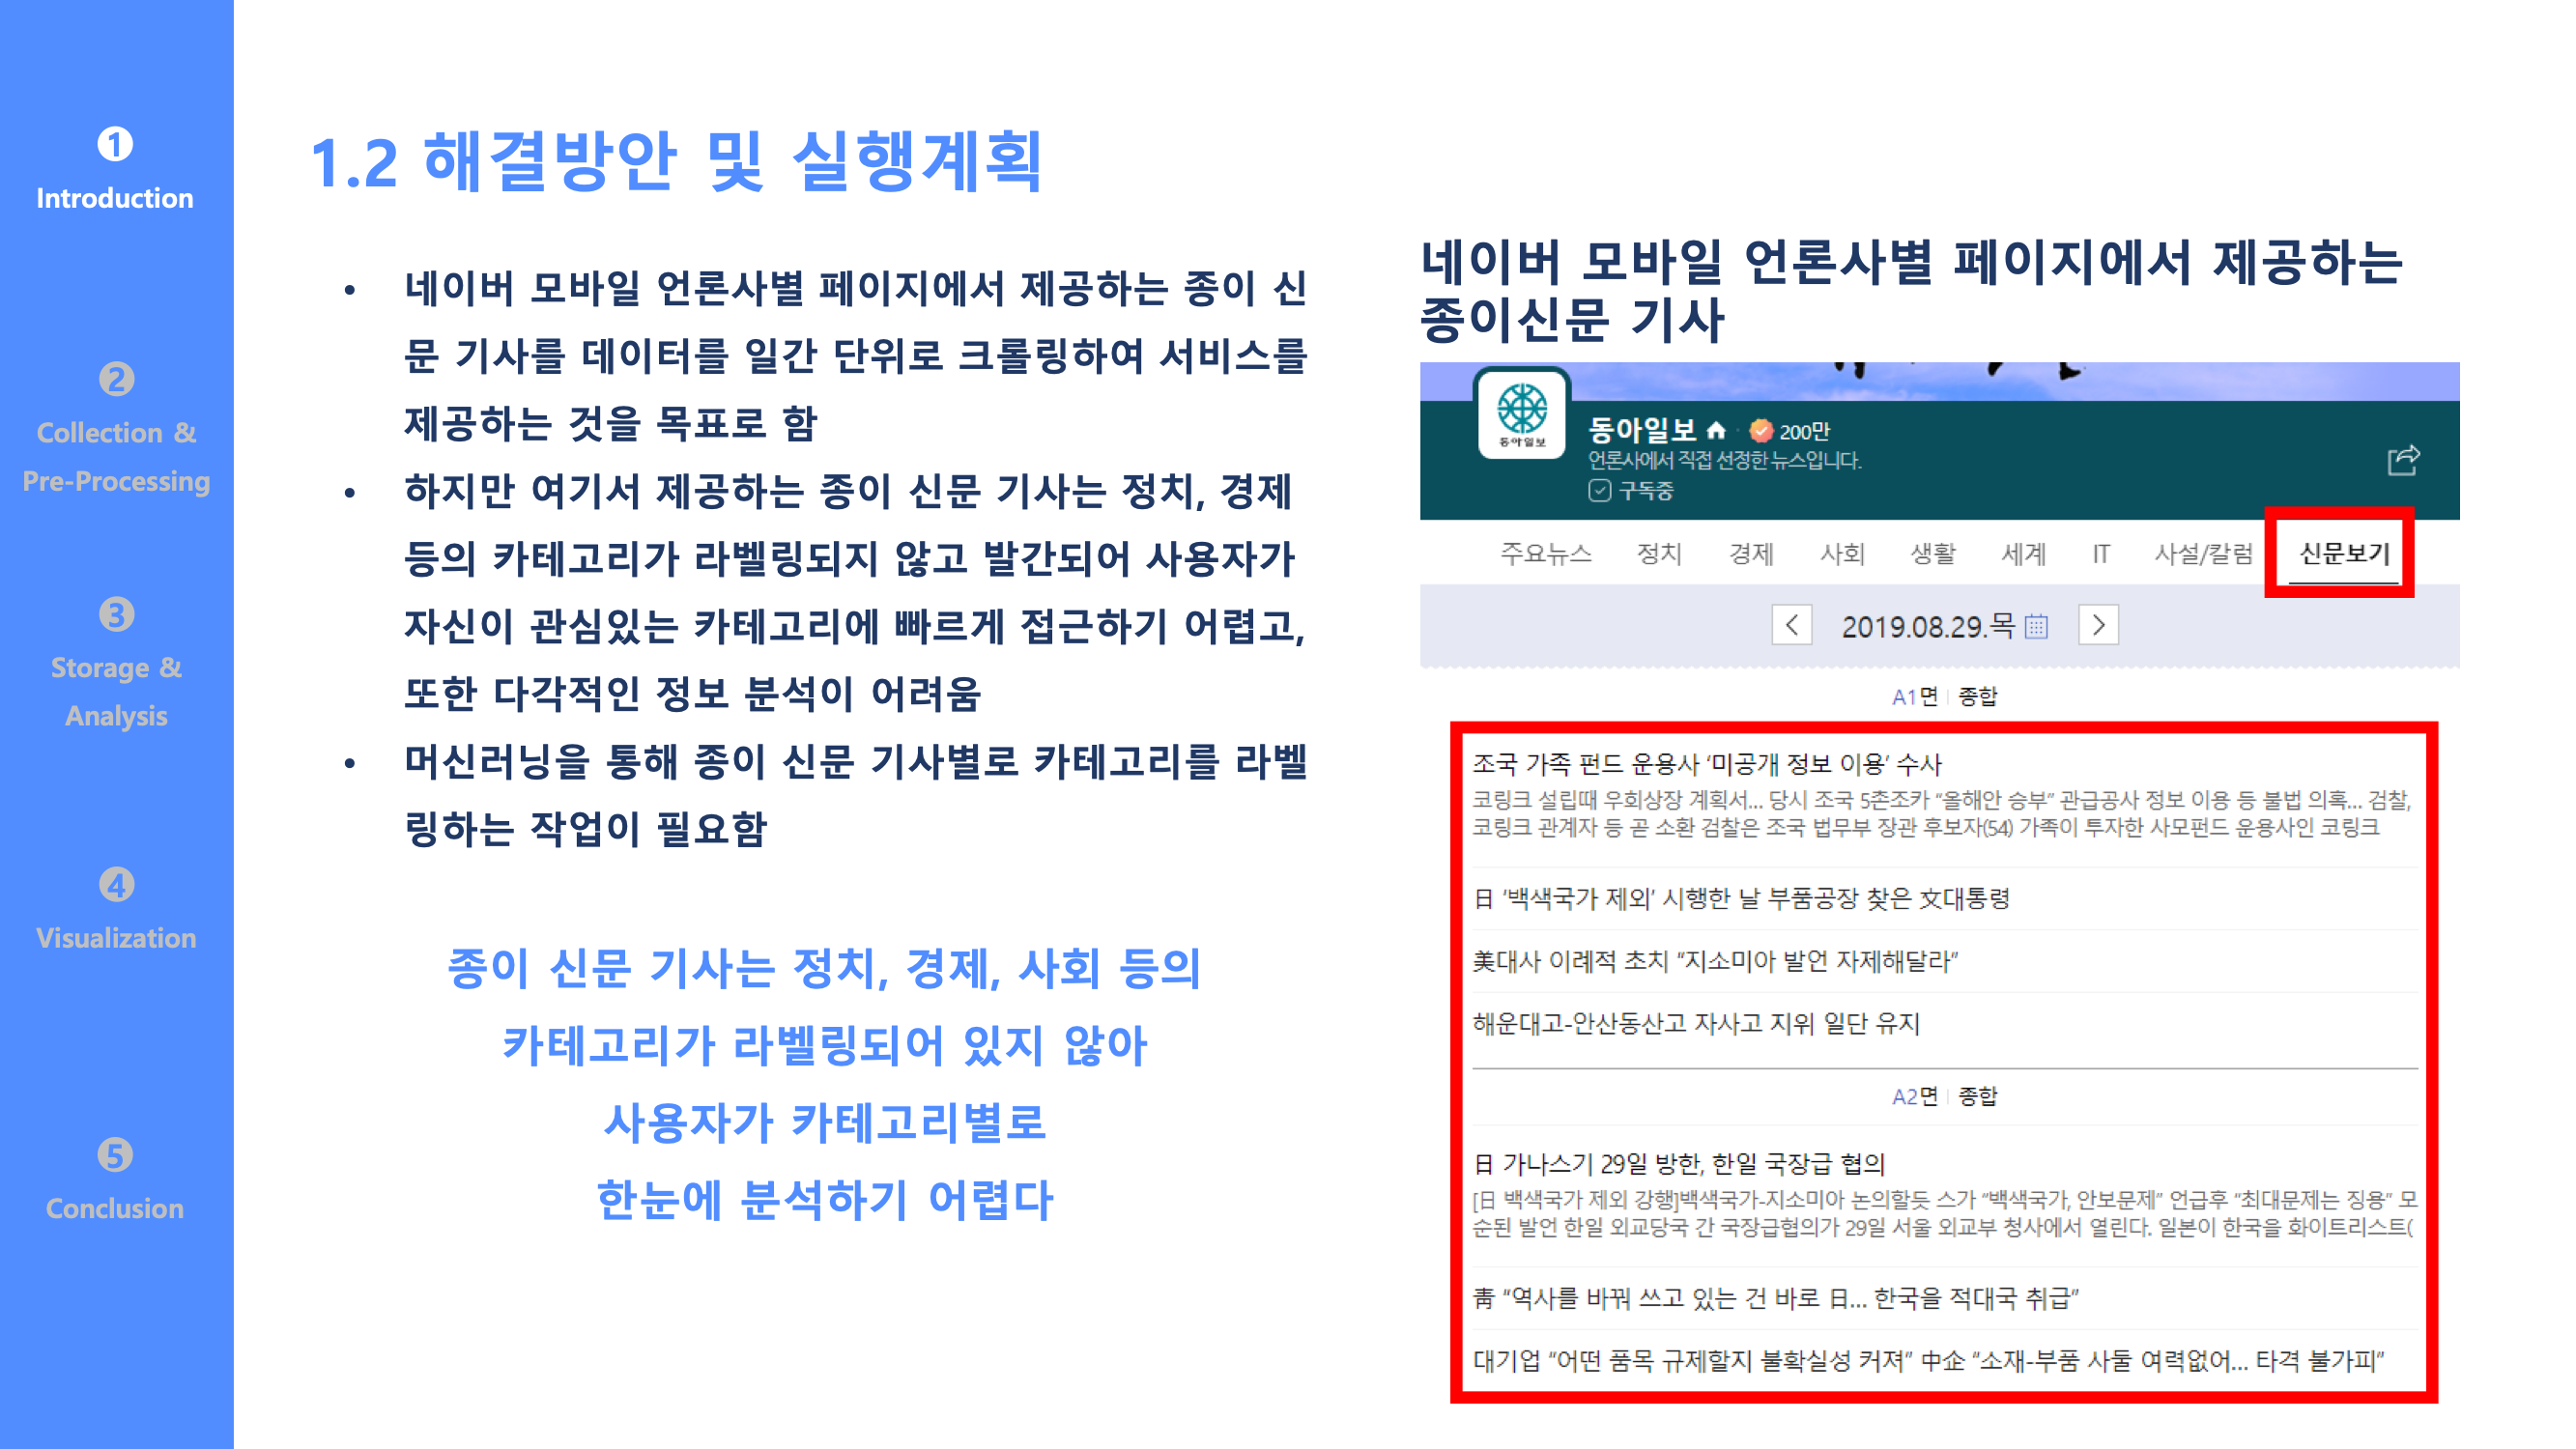 ❶
Introduction
❷
Collection &
Pre-Processing
❸
Storage &
Analysis
❹
Visualization
❺
Conclusion
1.2 해결방안 및 실행계획
• 네이버 모바일 언론사별 페이지에서 제공하는 종이 신
문 기사를 데이터를 일간 단위로 크롤링하여 서비스를
제공하는 것을 목표로 함
• 하지만 여기서 제공하는 종이 신문 기사는 정치, 경제
등의 카테고리가 라벨링되지 않고 발간되어 사용자가
자신이 관심있는 카테고리에 빠르게 접근하기 어렵고,
또한 다각적인 정보 분석이 어려움
• 머신러닝을 통해 종이 신문 기사별로 카테고리를 라벨
링하는 작업이 필요함
종이 신문 기사는 정치, 경제, 사회 등의
카테고리가 라벨링되어 있지 않아
사용자가 카테고리별로
한눈에 분석하기 어렵다
네이버 모바일 언론사별 페이지에서 제공하는
종이신문 기사
동아일보
동아일보 200만
언론사에서 직접 선정한 뉴스입니다.
구독중
주요뉴스 정치 경제 사회 생활 세계 IT 사설/칼럼 신문보기
2019.08.29.목
A1면 | 종합
조국 가족 펀드 운용사 ‘미공개 정보 이용’ 수사
코링크 설립때 우회상장 계획서… 당시 조국 5촌조카 “올해안 승부” 관급공사 정보 이용 등 불법 의혹… 검찰,
코링크 관계자 등 곧 소환 검찰은 조국 법무부 장관 후보자(54) 가족이 투자한 사모펀드 운용사인 코링크
日 ‘백색국가 제외’ 시행한 날 부품공장 찾은 文대통령
美대사 이례적 초치 “지소미아 발언 자제해달라”
해운대고-안산동산고 자사고 지위 일단 유지
A2면 | 종합
日 가나스기 29일 방한, 한일 국장급 협의
[日 백색국가 제외 강행]백색국가-지소미아 논의할듯 스가 “백색국가, 안보문제” 언급후 “최대문제는 징용” 모
순된 발언 한일 외교당국 간 국장급협의가 29일 서울 외교부 청사에서 열린다. 일본이 한국을 화이트리스트(
靑 “역사를 바꿔 쓰고 있는 건 바로 日… 한국을 적대국 취급”
대기업 “어떤 품목 규제할지 불확실성 커져” 中企 “소재-부품 사둘 여력없어… 타격 불가피”